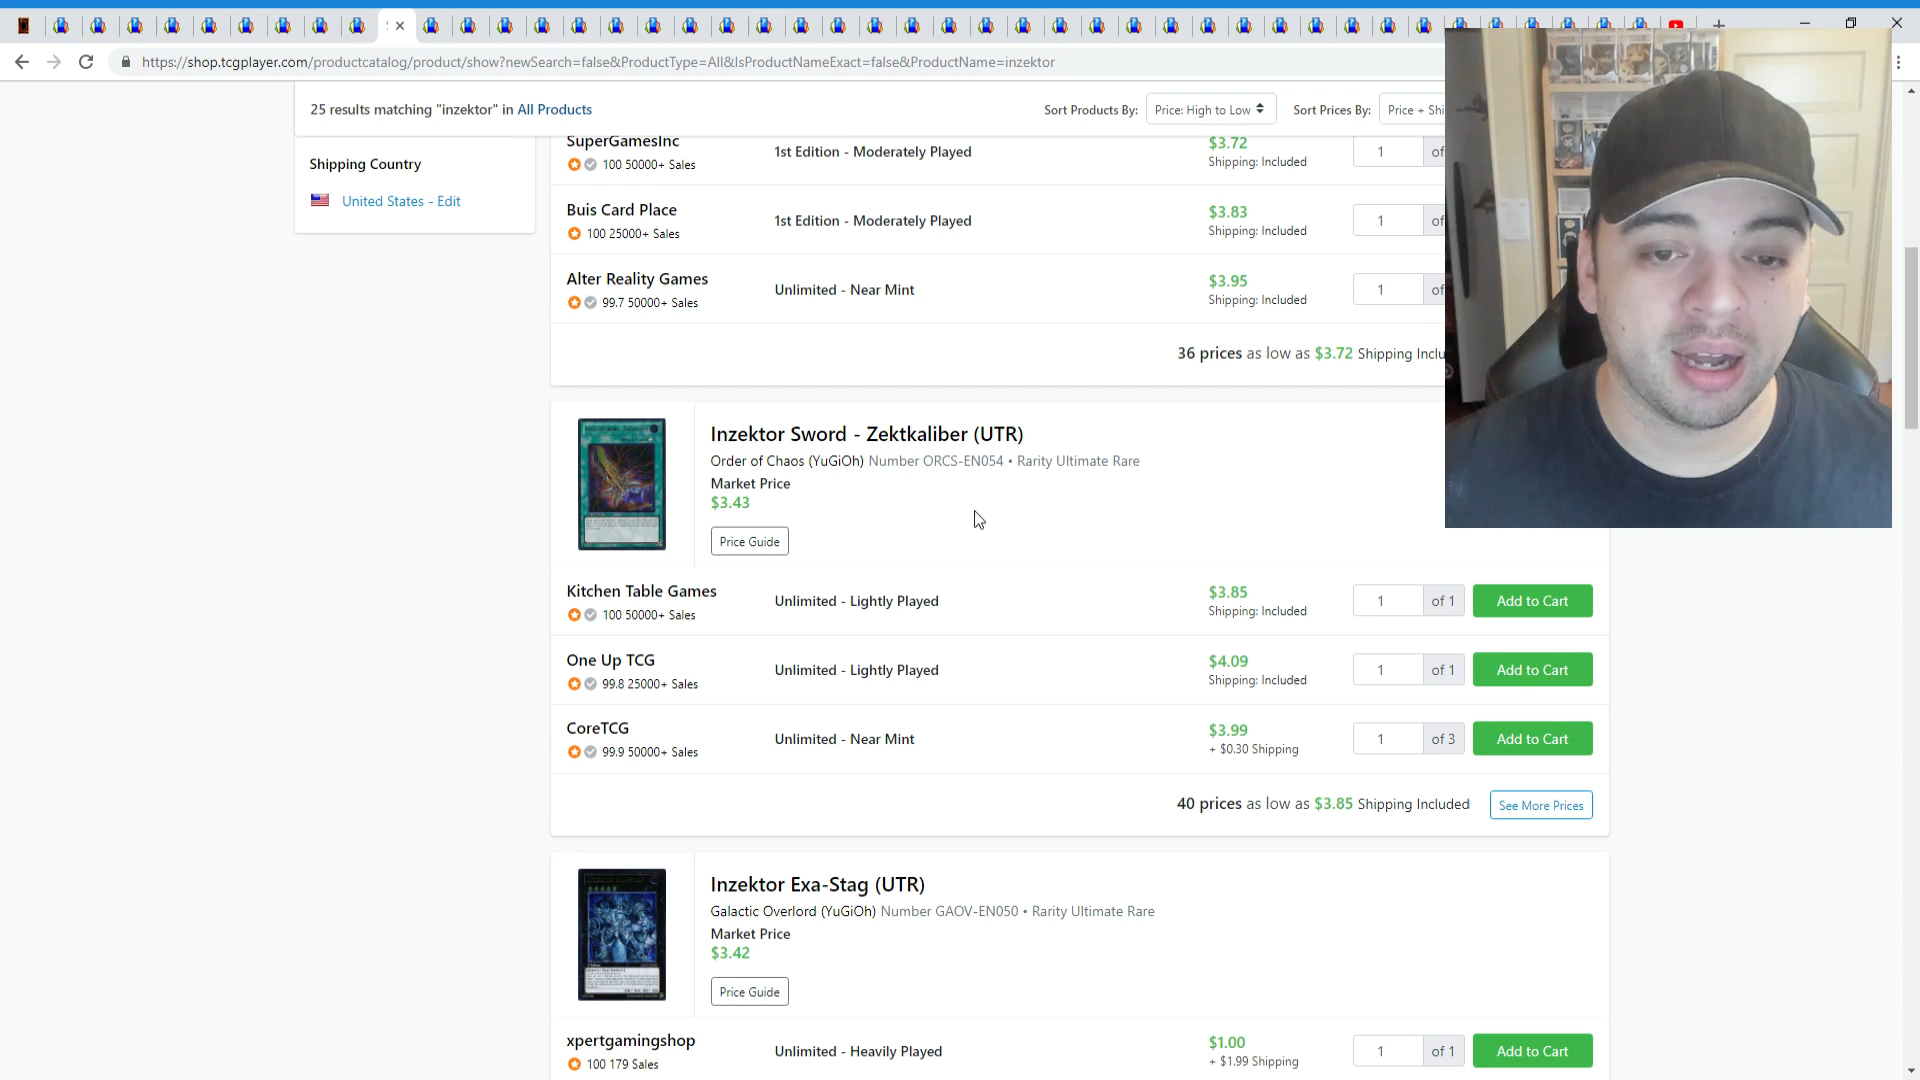 https://shop.tcgplayer.com/productcatalog/product/show?newSearch=false&ProductType=All&IsProductNameExact=false&ProductName=inzektor
25 results matching "inzektor" in All Products
Sort Products By: Price: High to Low Sort Prices By: Price + Shi
Shipping Country
United States - Edit
SuperGamesInc
100 50000+ Sales
1st Edition - Moderately Played
$3.72
Shipping: Included
1 of
Buis Card Place
100 25000+ Sales
1st Edition - Moderately Played
$3.83
Shipping: Included
1 of
Alter Reality Games
99.7 50000+ Sales
Unlimited - Near Mint
$3.95
Shipping: Included
1 of
36 prices as low as $3.72 Shipping Inclu
Inzektor Sword - Zektkaliber (UTR)
Order of Chaos (YuGiOh) Number ORCS-EN054 • Rarity Ultimate Rare
Market Price
$3.43
Price Guide
Kitchen Table Games
100 50000+ Sales
Unlimited - Lightly Played
$3.85
Shipping: Included
1 of 1 Add to Cart
One Up TCG
99.8 25000+ Sales
Unlimited - Lightly Played
$4.09
Shipping: Included
1 of 1 Add to Cart
CoreTCG
99.9 50000+ Sales
Unlimited - Near Mint
$3.99
+ $0.30 Shipping
1 of 3 Add to Cart
40 prices as low as $3.85 Shipping Included See More Prices
Inzektor Exa-Stag (UTR)
Galactic Overlord (YuGiOh) Number GAOV-EN050 • Rarity Ultimate Rare
Market Price
$3.42
Price Guide
xpertgamingshop
100 179 Sales
Unlimited - Heavily Played
$1.00
+ $1.99 Shipping
1 of 1 Add to Cart